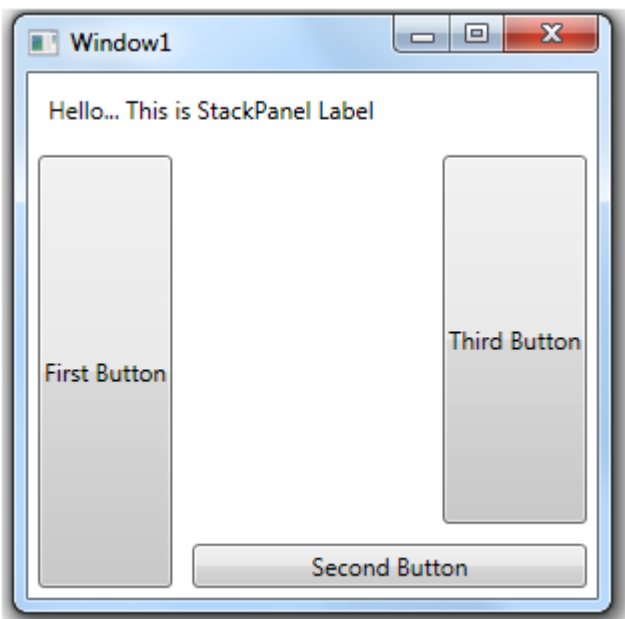 Window1
Hello... This is StackPanel Label
First Button
Third Button
Second Button